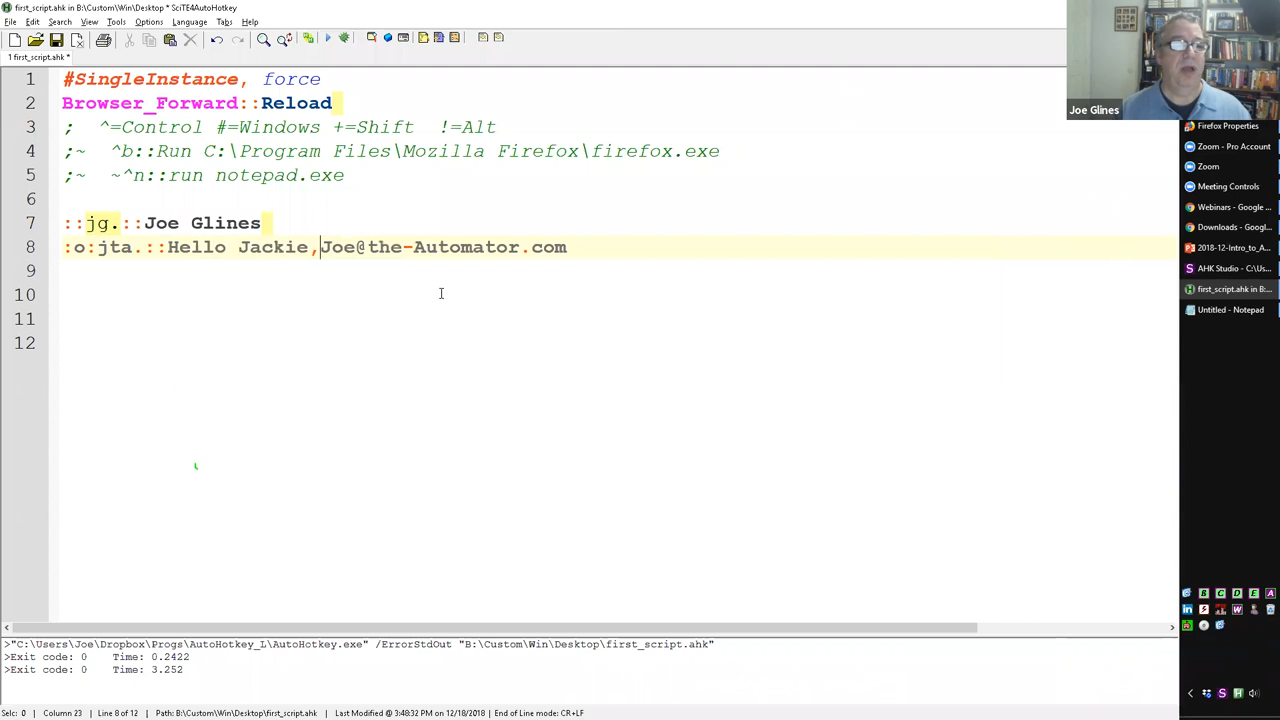 first_script.ahk in B:\Custom\Win\Desktop * SciTE4AutoHotkey
File Edit Search View Tools Options Language Tabs Help
1 first_script.ahk *
1 #SingleInstance, force
2 Browser_Forward::Reload
3 ;  ^=Control #=Windows +=Shift  !=Alt
4 ;~  ^b::Run C:\Program Files\Mozilla Firefox\firefox.exe
5 ;~  ~^n::run notepad.exe
6
7 ::jg.::Joe Glines
8 :o:jta.::Hello Jackie,Joe@the-Automator.com
9
10
11
12
>"C:\Users\Joe\Dropbox\Progs\AutoHotkey_L\AutoHotkey.exe" /ErrorStdOut "B:\Custom\Win\Desktop\first_script.ahk"
>Exit code: 0    Time: 0.2422
>Exit code: 0    Time: 3.252
Sel: 0 | Column 23 | Line 8 of 12 | Path: B:\Custom\Win\Desktop\first_script.ahk | Last Modified @ 3:48:32 PM on 12/18/2018 | End of Line mode: CR+LF
Joe Glines
Firefox Properties
Zoom - Pro Account
Zoom
Meeting Controls
Webinars - Google ...
Downloads - Goog...
2018-12-Intro_to_A...
AHK Studio - C:\Us...
first_script.ahk in B:...
Untitled - Notepad
B C D E A
in S W
S H